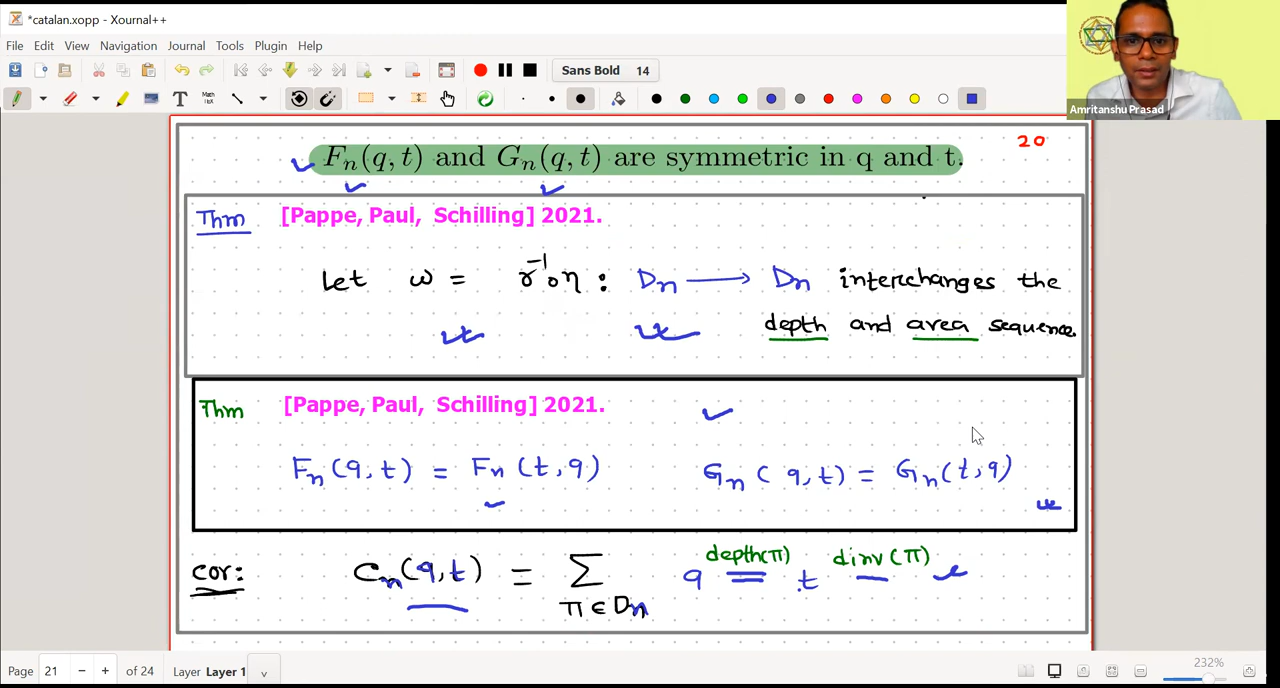 *catalan.xopp - Xournal++
File Edit View Navigation Journal Tools Plugin Help
Sans Bold 14
Amritanshu Prasad
20
Fₙ(q, t) and Gₙ(q, t) are symmetric in q and t.
Thm [Pappe, Paul, Schilling] 2021.
Let ω = γ⁻¹∘η : Dₙ ⟶ Dₙ interchanges the
depth and area sequence.
Thm [Pappe, Paul, Schilling] 2021.
Fₙ(q,t) = Fₙ(t,q) Gₙ(q,t) = Gₙ(t,q)
cor: Cₙ(q,t) = ∑ q^depth(π) t^dinv(π)
π ∈ Dₙ
Page 21 − + of 24 Layer Layer 1 232%